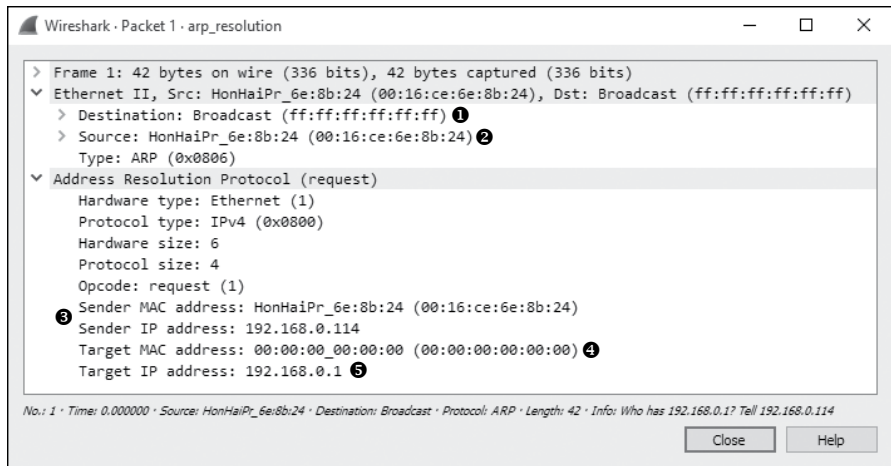 Wireshark · Packet 1 · arp_resolution
Frame 1: 42 bytes on wire (336 bits), 42 bytes captured (336 bits)
Ethernet II, Src: HonHaiPr_6e:8b:24 (00:16:ce:6e:8b:24), Dst: Broadcast (ff:ff:ff:ff:ff:ff)
Destination: Broadcast (ff:ff:ff:ff:ff:ff) ❶
Source: HonHaiPr_6e:8b:24 (00:16:ce:6e:8b:24) ❷
Type: ARP (0x0806)
Address Resolution Protocol (request)
Hardware type: Ethernet (1)
Protocol type: IPv4 (0x0800)
Hardware size: 6
Protocol size: 4
Opcode: request (1)
❸ Sender MAC address: HonHaiPr_6e:8b:24 (00:16:ce:6e:8b:24)
Sender IP address: 192.168.0.114
Target MAC address: 00:00:00_00:00:00 (00:00:00:00:00:00) ❹
Target IP address: 192.168.0.1 ❺
No.: 1 · Time: 0.000000 · Source: HonHaiPr_6e:8b:24 · Destination: Broadcast · Protocol: ARP · Length: 42 · Info: Who has 192.168.0.1? Tell 192.168.0.114
Close Help